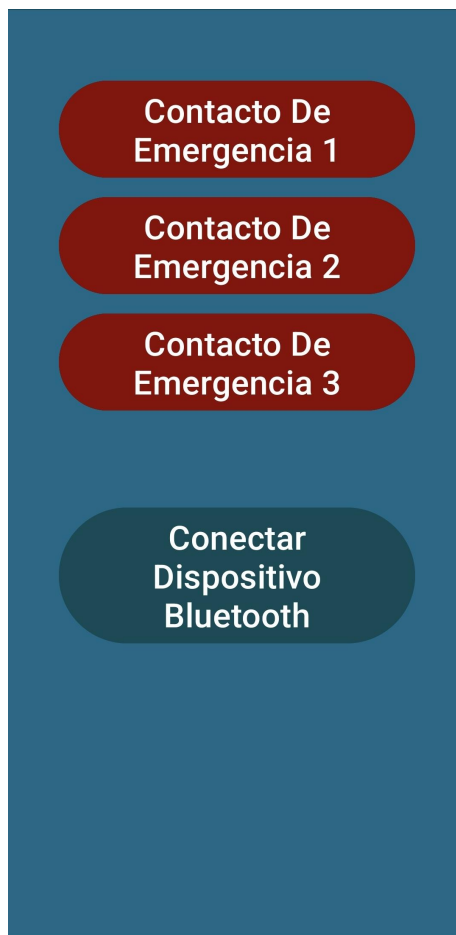 Contacto De
Emergencia 1
Contacto De
Emergencia 2
Contacto De
Emergencia 3
Conectar
Dispositivo
Bluetooth